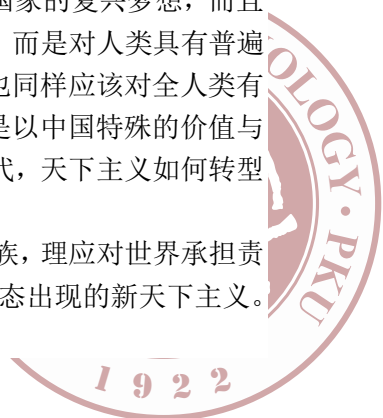 国家的复兴梦想，而且
而是对人类具有普遍
也同样应该对全人类有
是以中国特殊的价值与
代，天下主义如何转型
族，理应对世界承担责
态出现的新天下主义。
OLOGY · PKU
1922